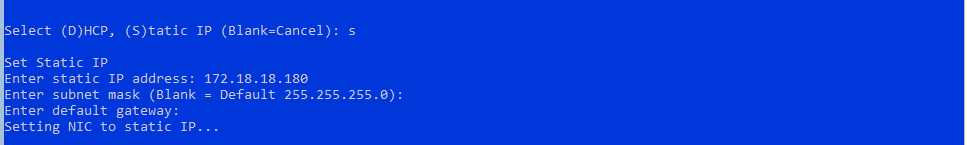 Select (D)HCP, (S)tatic IP (Blank=Cancel): s
Set Static IP
Enter static IP address: 172.18.18.180
Enter subnet mask (Blank = Default 255.255.255.0):
Enter default gateway:
Setting NIC to static IP...